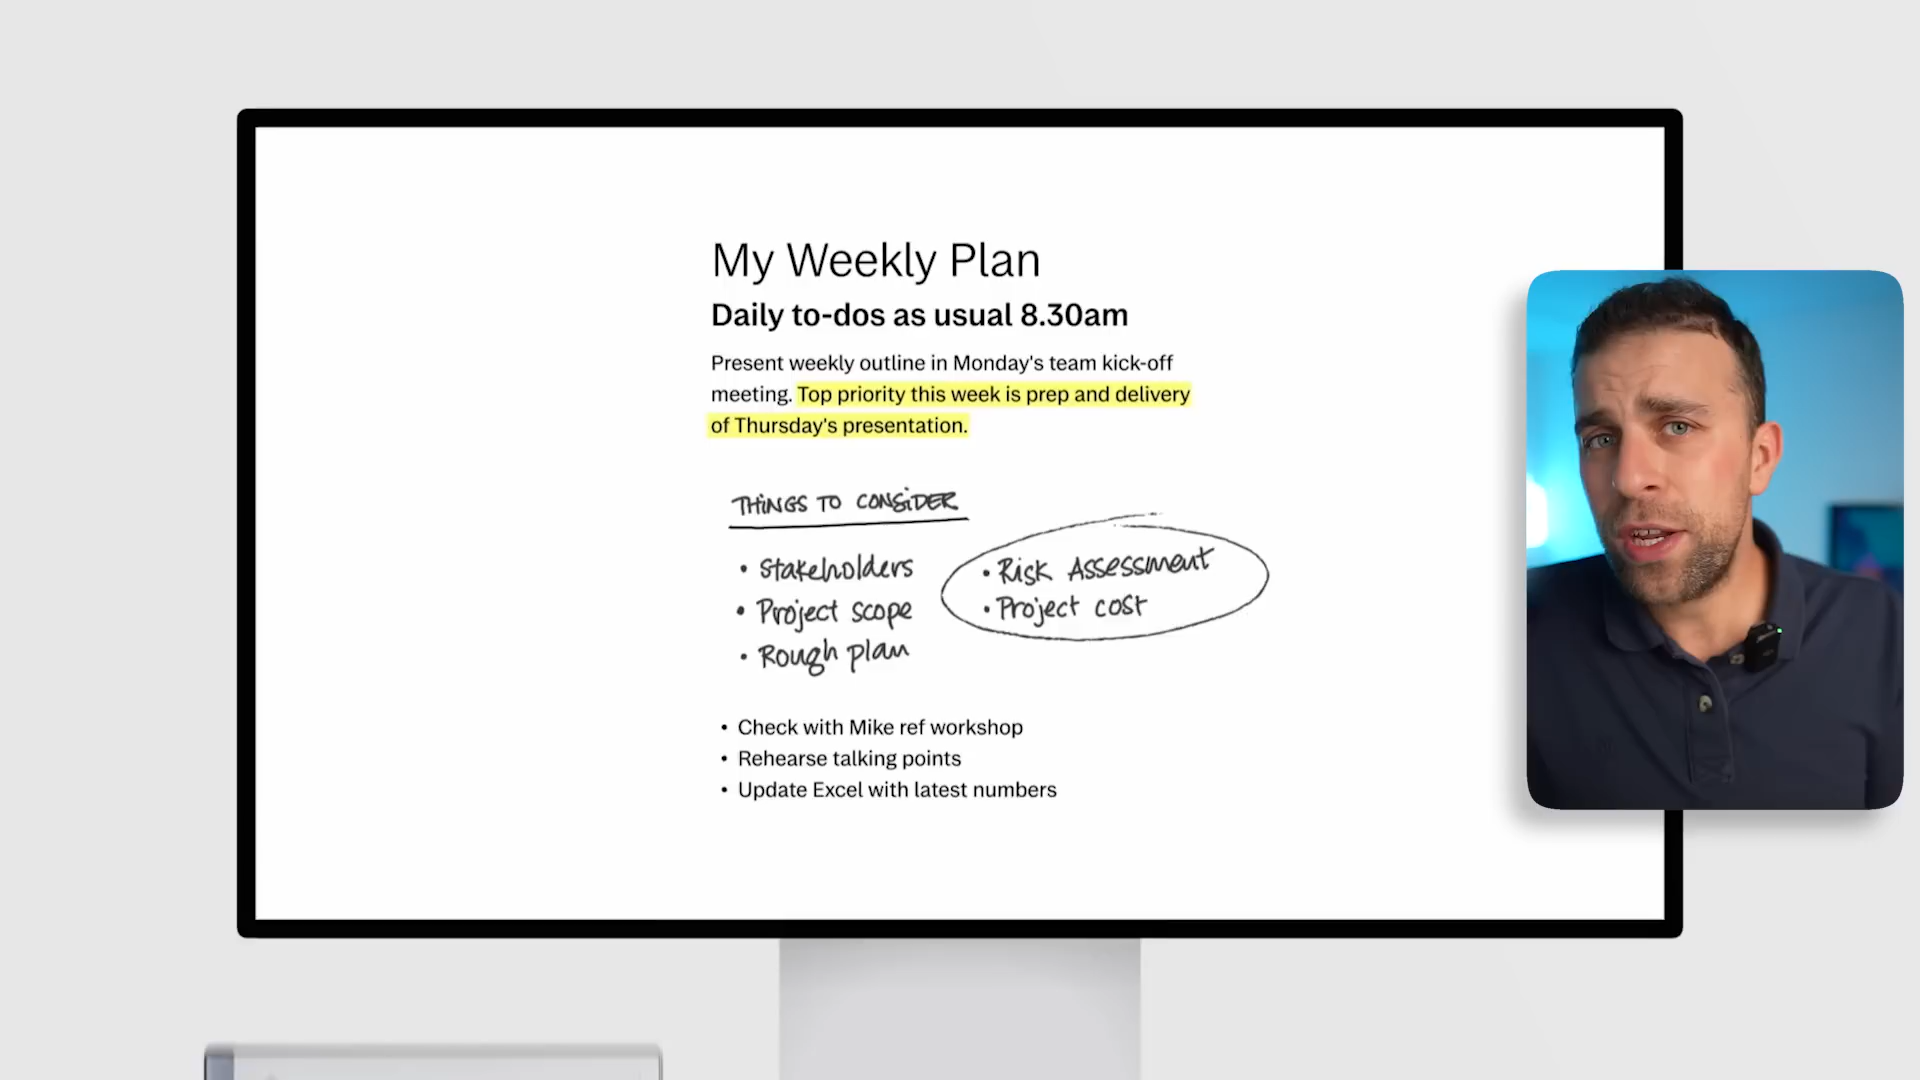 My Weekly Plan
Daily to-dos as usual 8.30am
Present weekly outline in Monday's team kick-off
meeting. Top priority this week is prep and delivery
of Thursday's presentation.
THINGS TO CONSIDER
• Stakeholders
• Project scope
• Rough plan
• Risk Assessment
• Project cost
• Check with Mike ref workshop
• Rehearse talking points
• Update Excel with latest numbers